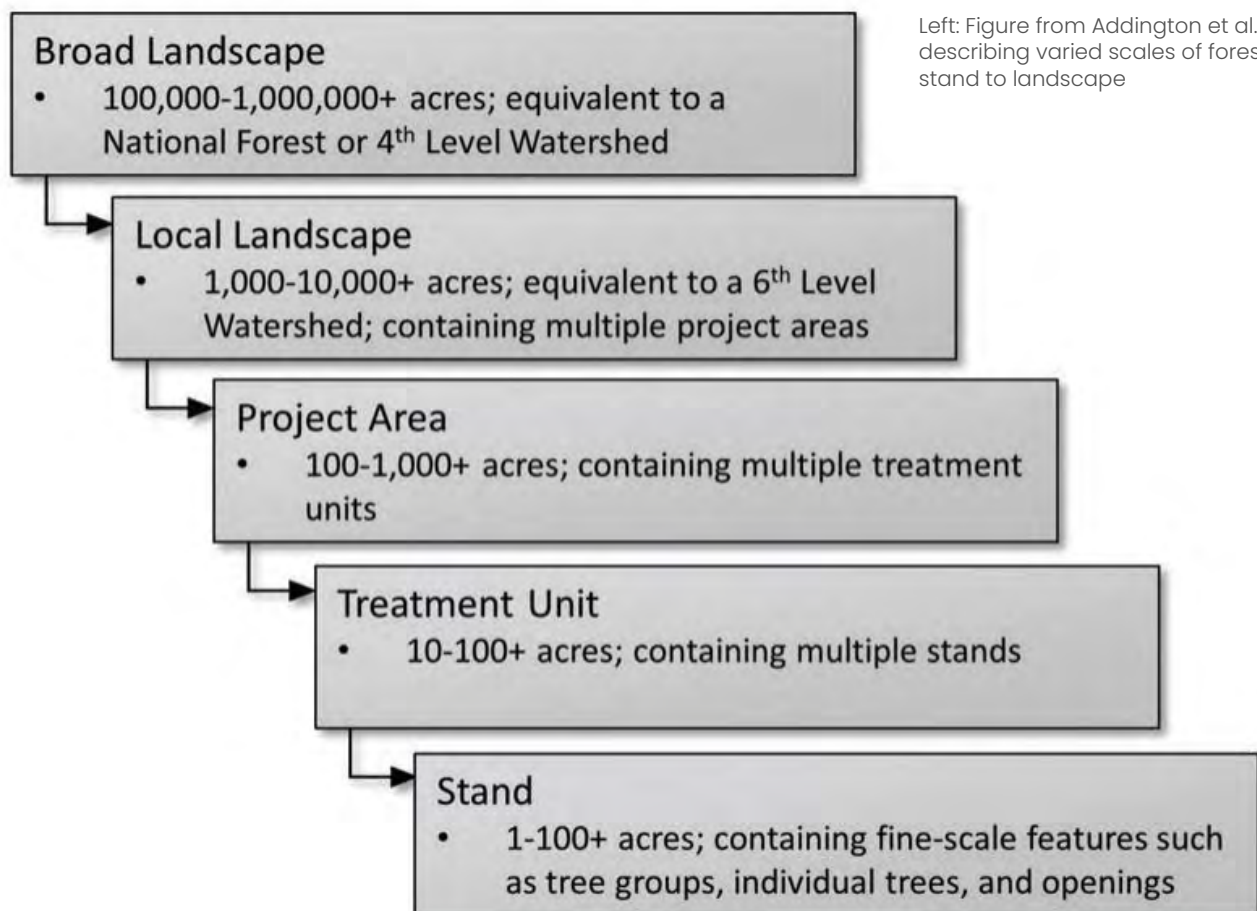 Broad Landscape
• 100,000-1,000,000+ acres; equivalent to a
National Forest or 4th Level Watershed
Left: Figure from Addington et al.
describing varied scales of fores
stand to landscape
Local Landscape
• 1,000-10,000+ acres; equivalent to a 6th Level
Watershed; containing multiple project areas
Project Area
• 100-1,000+ acres; containing multiple treatment
units
Treatment Unit
• 10-100+ acres; containing multiple stands
Stand
• 1-100+ acres; containing fine-scale features such
as tree groups, individual trees, and openings